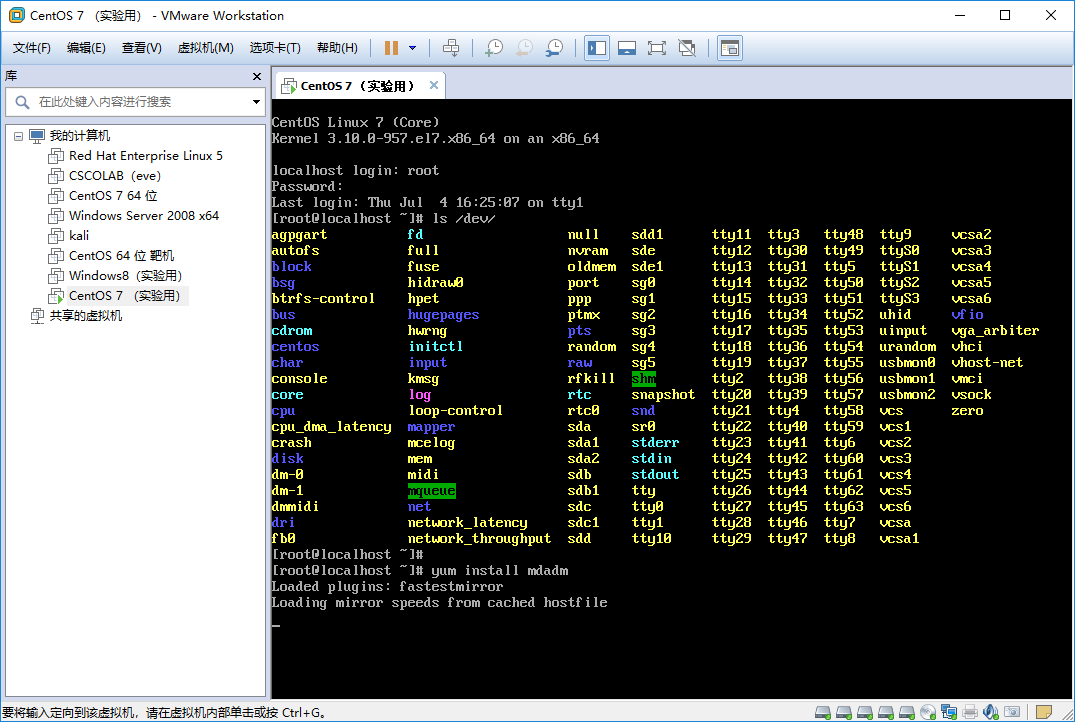 CentOS 7 （实验用） - VMware Workstation
文件(F) 编辑(E) 查看(V) 虚拟机(M) 选项卡(T) 帮助(H)
库
在此处键入内容进行搜索
我的计算机
Red Hat Enterprise Linux 5
CSCOLAB（eve）
CentOS 7 64 位
Windows Server 2008 x64
kali
CentOS 64 位 靶机
Windows8（实验用）
CentOS 7 （实验用）
共享的虚拟机
CentOS 7 （实验用）
CentOS Linux 7 (Core)
Kernel 3.10.0-957.el7.x86_64 on an x86_64
localhost login: root
Password:
Last login: Thu Jul  4 16:25:07 on tty1
[root@localhost ~]# ls /dev/
agpgart fd null sdd1 tty11 tty3 tty48 tty9 vcsa2
autofs full nvram sde tty12 tty30 tty49 ttyS0 vcsa3
block fuse oldmem sde1 tty13 tty31 tty5 ttyS1 vcsa4
bsg hidraw0 port sg0 tty14 tty32 tty50 ttyS2 vcsa5
btrfs-control hpet ppp sg1 tty15 tty33 tty51 ttyS3 vcsa6
bus hugepages ptmx sg2 tty16 tty34 tty52 uhid vfio
cdrom hwrng pts sg3 tty17 tty35 tty53 uinput vga_arbiter
centos initctl random sg4 tty18 tty36 tty54 urandom vhci
char input raw sg5 tty19 tty37 tty55 usbmon0 vhost-net
console kmsg rfkill shm tty2 tty38 tty56 usbmon1 vmci
core log rtc snapshot tty20 tty39 tty57 usbmon2 vsock
cpu loop-control rtc0 snd tty21 tty4 tty58 vcs zero
cpu_dma_latency mapper sda sr0 tty22 tty40 tty59 vcs1
crash mcelog sda1 stderr tty23 tty41 tty6 vcs2
disk mem sda2 stdin tty24 tty42 tty60 vcs3
dm-0 midi sdb stdout tty25 tty43 tty61 vcs4
dm-1 mqueue sdb1 tty tty26 tty44 tty62 vcs5
dmmidi net sdc tty0 tty27 tty45 tty63 vcs6
dri network_latency sdc1 tty1 tty28 tty46 tty7 vcsa
fb0 network_throughput sdd tty10 tty29 tty47 tty8 vcsa1
[root@localhost ~]#
[root@localhost ~]# yum install mdadm
Loaded plugins: fastestmirror
Loading mirror speeds from cached hostfile
要将输入定向到该虚拟机，请在虚拟机内部单击或按 Ctrl+G。